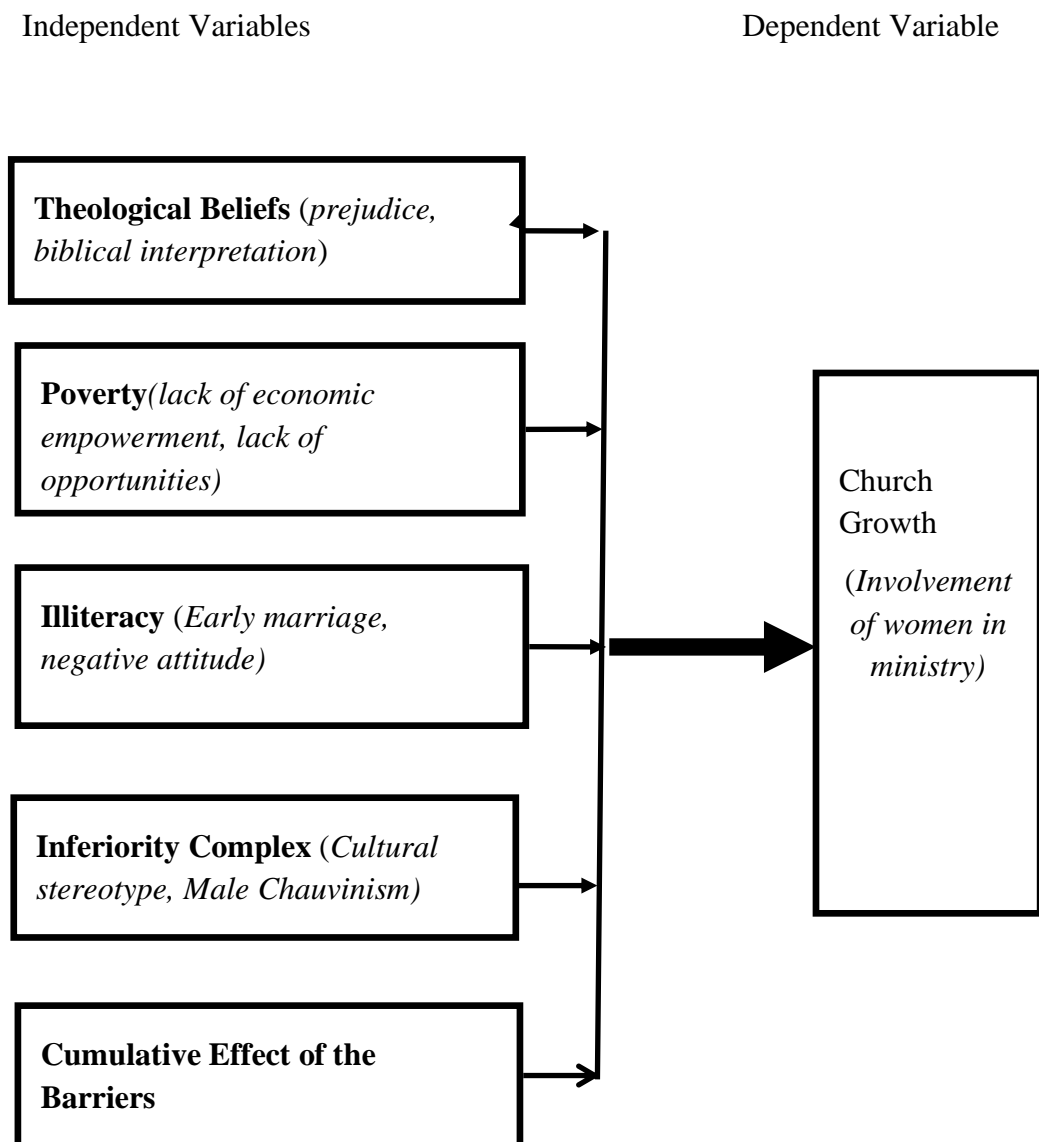 Independent Variables
Dependent Variable
Theological Beliefs (prejudice,
biblical interpretation)
Poverty(lack of economic
empowerment, lack of
opportunities)
Illiteracy (Early marriage,
negative attitude)
Inferiority Complex (Cultural
stereotype, Male Chauvinism)
Cumulative Effect of the
Barriers
Church
Growth
(Involvement
of women in
ministry)